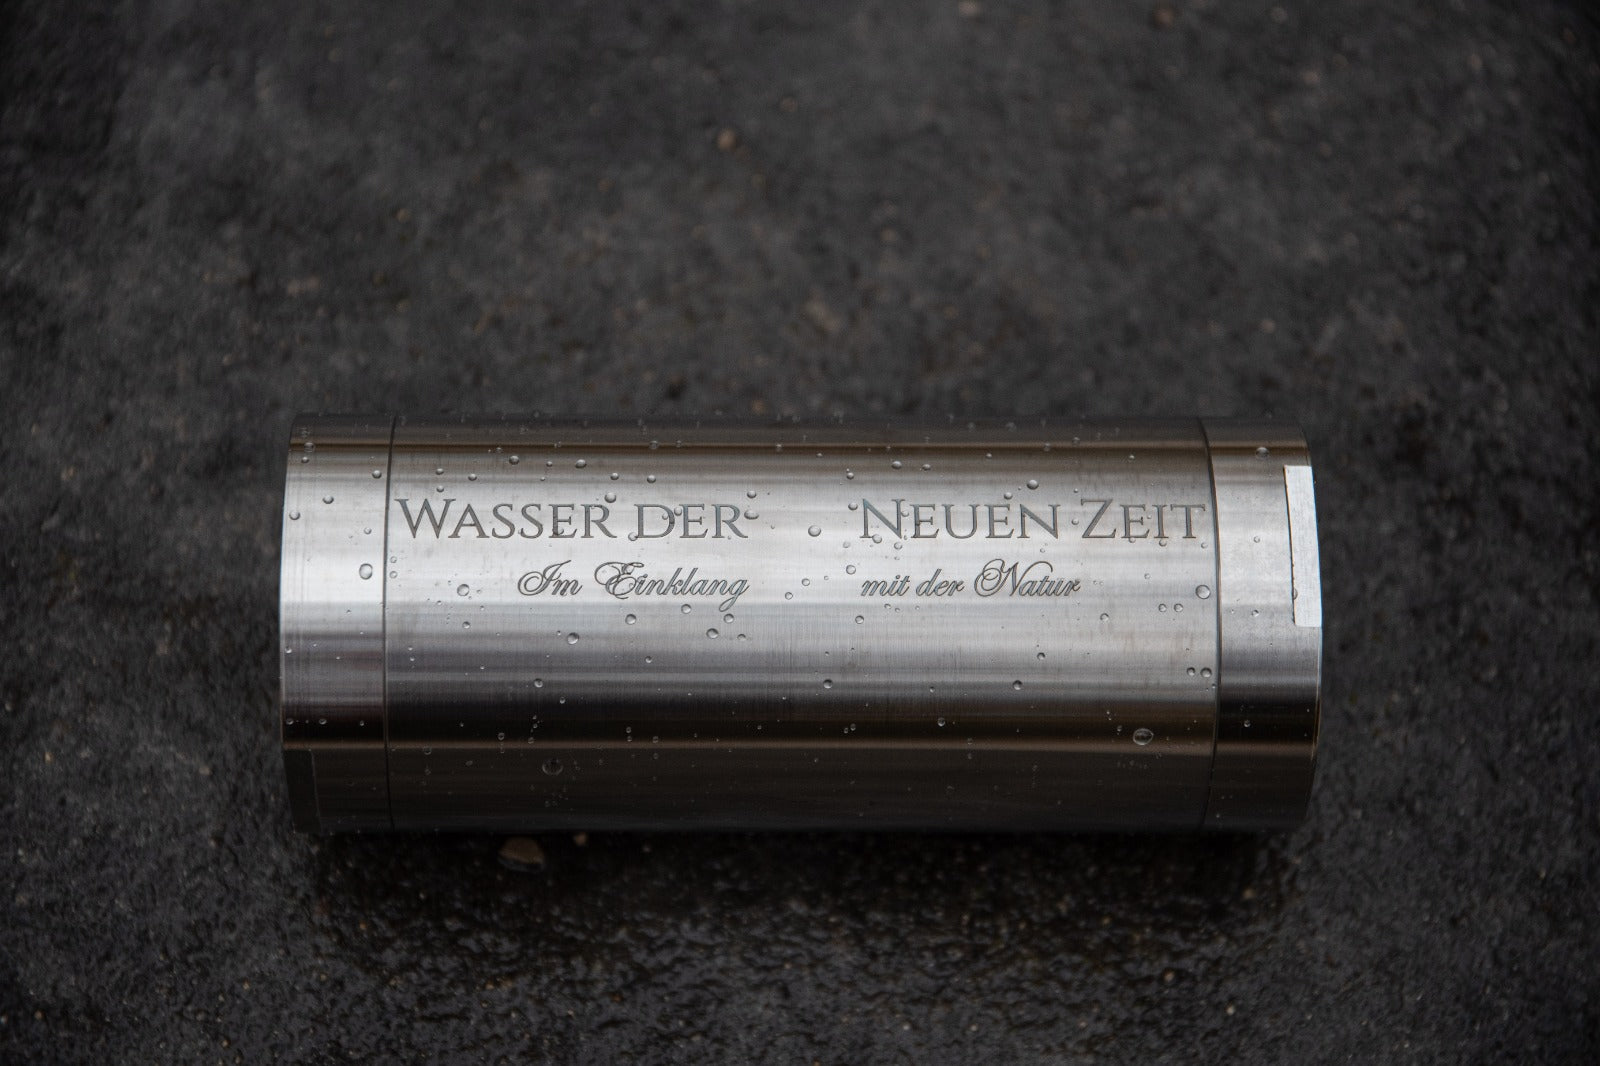 WASSER DER NEUEN ZEIT
Im Einklang mit der Natur